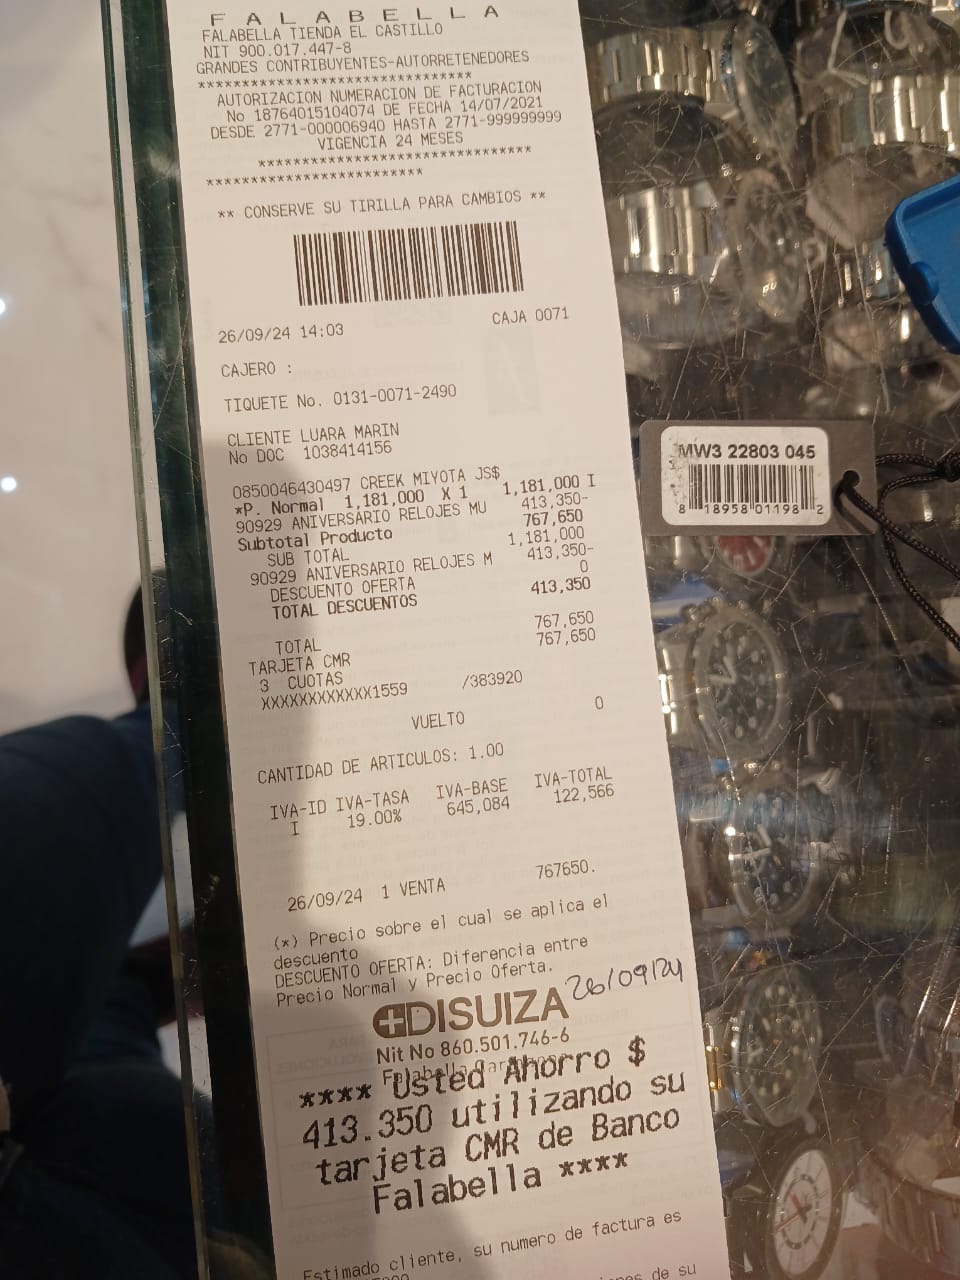 FALABELLA
FALABELLA TIENDA EL CASTILLO
NIT 900.017.447-8
GRANDES CONTRIBUYENTES-AUTORRETENEDORES
*******************************
AUTORIZACION NUMERACION DE FACTURACION
No 18764015104074 DE FECHA 14/07/2021
DESDE 2771-000006940 HASTA 2771-999999999
VIGENCIA 24 MESES
*******************************
*************************
** CONSERVE SU TIRILLA PARA CAMBIOS **
26/09/24 14:03 CAJA 0071
CAJERO :
TIQUETE No. 0131-0071-2490
CLIENTE LUARA MARIN
No DOC 1038414156
0850046430497 CREEK MIYOTA JS$
*P. Normal 1,181,000 X 1 1,181,000 I
90929 ANIVERSARIO RELOJES MU 413,350-
Subtotal Producto 767,650
SUB TOTAL 1,181,000
90929 ANIVERSARIO RELOJES M 413,350-
DESCUENTO OFERTA 0
TOTAL DESCUENTOS 413,350
TOTAL 767,650
TARJETA CMR 767,650
3 CUOTAS
XXXXXXXXXXXX1559 /383920
VUELTO 0
CANTIDAD DE ARTICULOS: 1.00
IVA-ID IVA-TASA IVA-BASE IVA-TOTAL
I 19.00% 645,084 122,566
26/09/24 1 VENTA 767650.
(*) Precio sobre el cual se aplica el
descuento
DESCUENTO OFERTA: Diferencia entre
Precio Normal y Precio Oferta.
26/09/24
DISUIZA
Nit No 860.501.746-6
Falabella
**** Usted Ahorro $
413.350 utilizando su
tarjeta CMR de Banco
Falabella ****
Estimado cliente, su numero de factura es
de su
MW3 22803 045
8 18958 01198 2